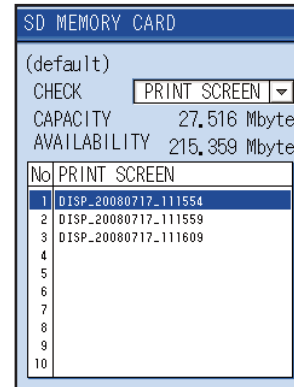 SD MEMORY CARD
(default)
CHECK PRINT SCREEN
CAPACITY 27.516 Mbyte
AVAILABILITY 215.359 Mbyte
No PRINT SCREEN
1 DISP_20080717_111554
2 DISP_20080717_111559
3 DISP_20080717_111609
4
5
6
7
8
9
10